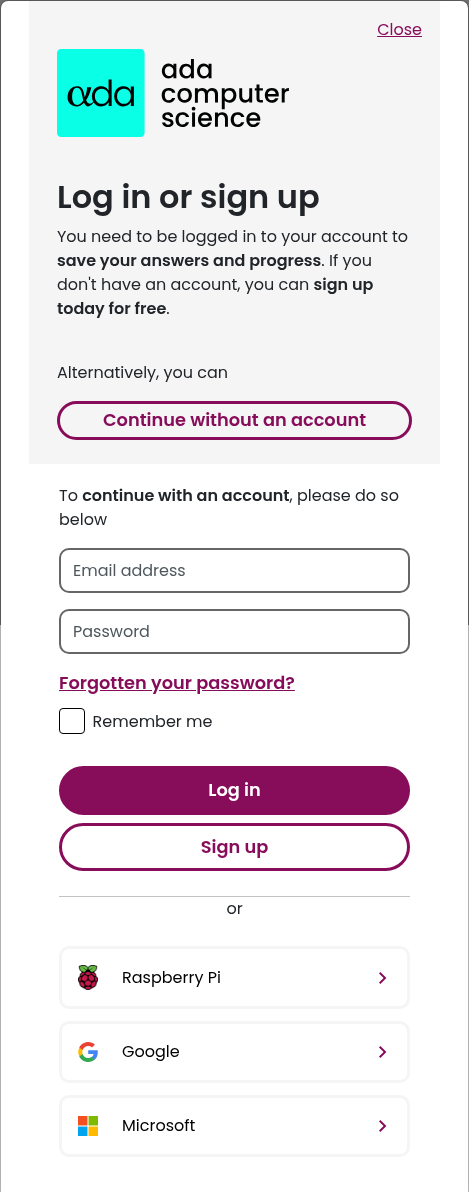 Close
ada
ada
computer
science
Log in or sign up
You need to be logged in to your account to
save your answers and progress. If you
don't have an account, you can sign up
today for free.
Alternatively, you can
Continue without an account
To continue with an account, please do so
below
Email address
Password
Forgotten your password?
Remember me
Log in
Sign up
or
Raspberry Pi
Google
Microsoft